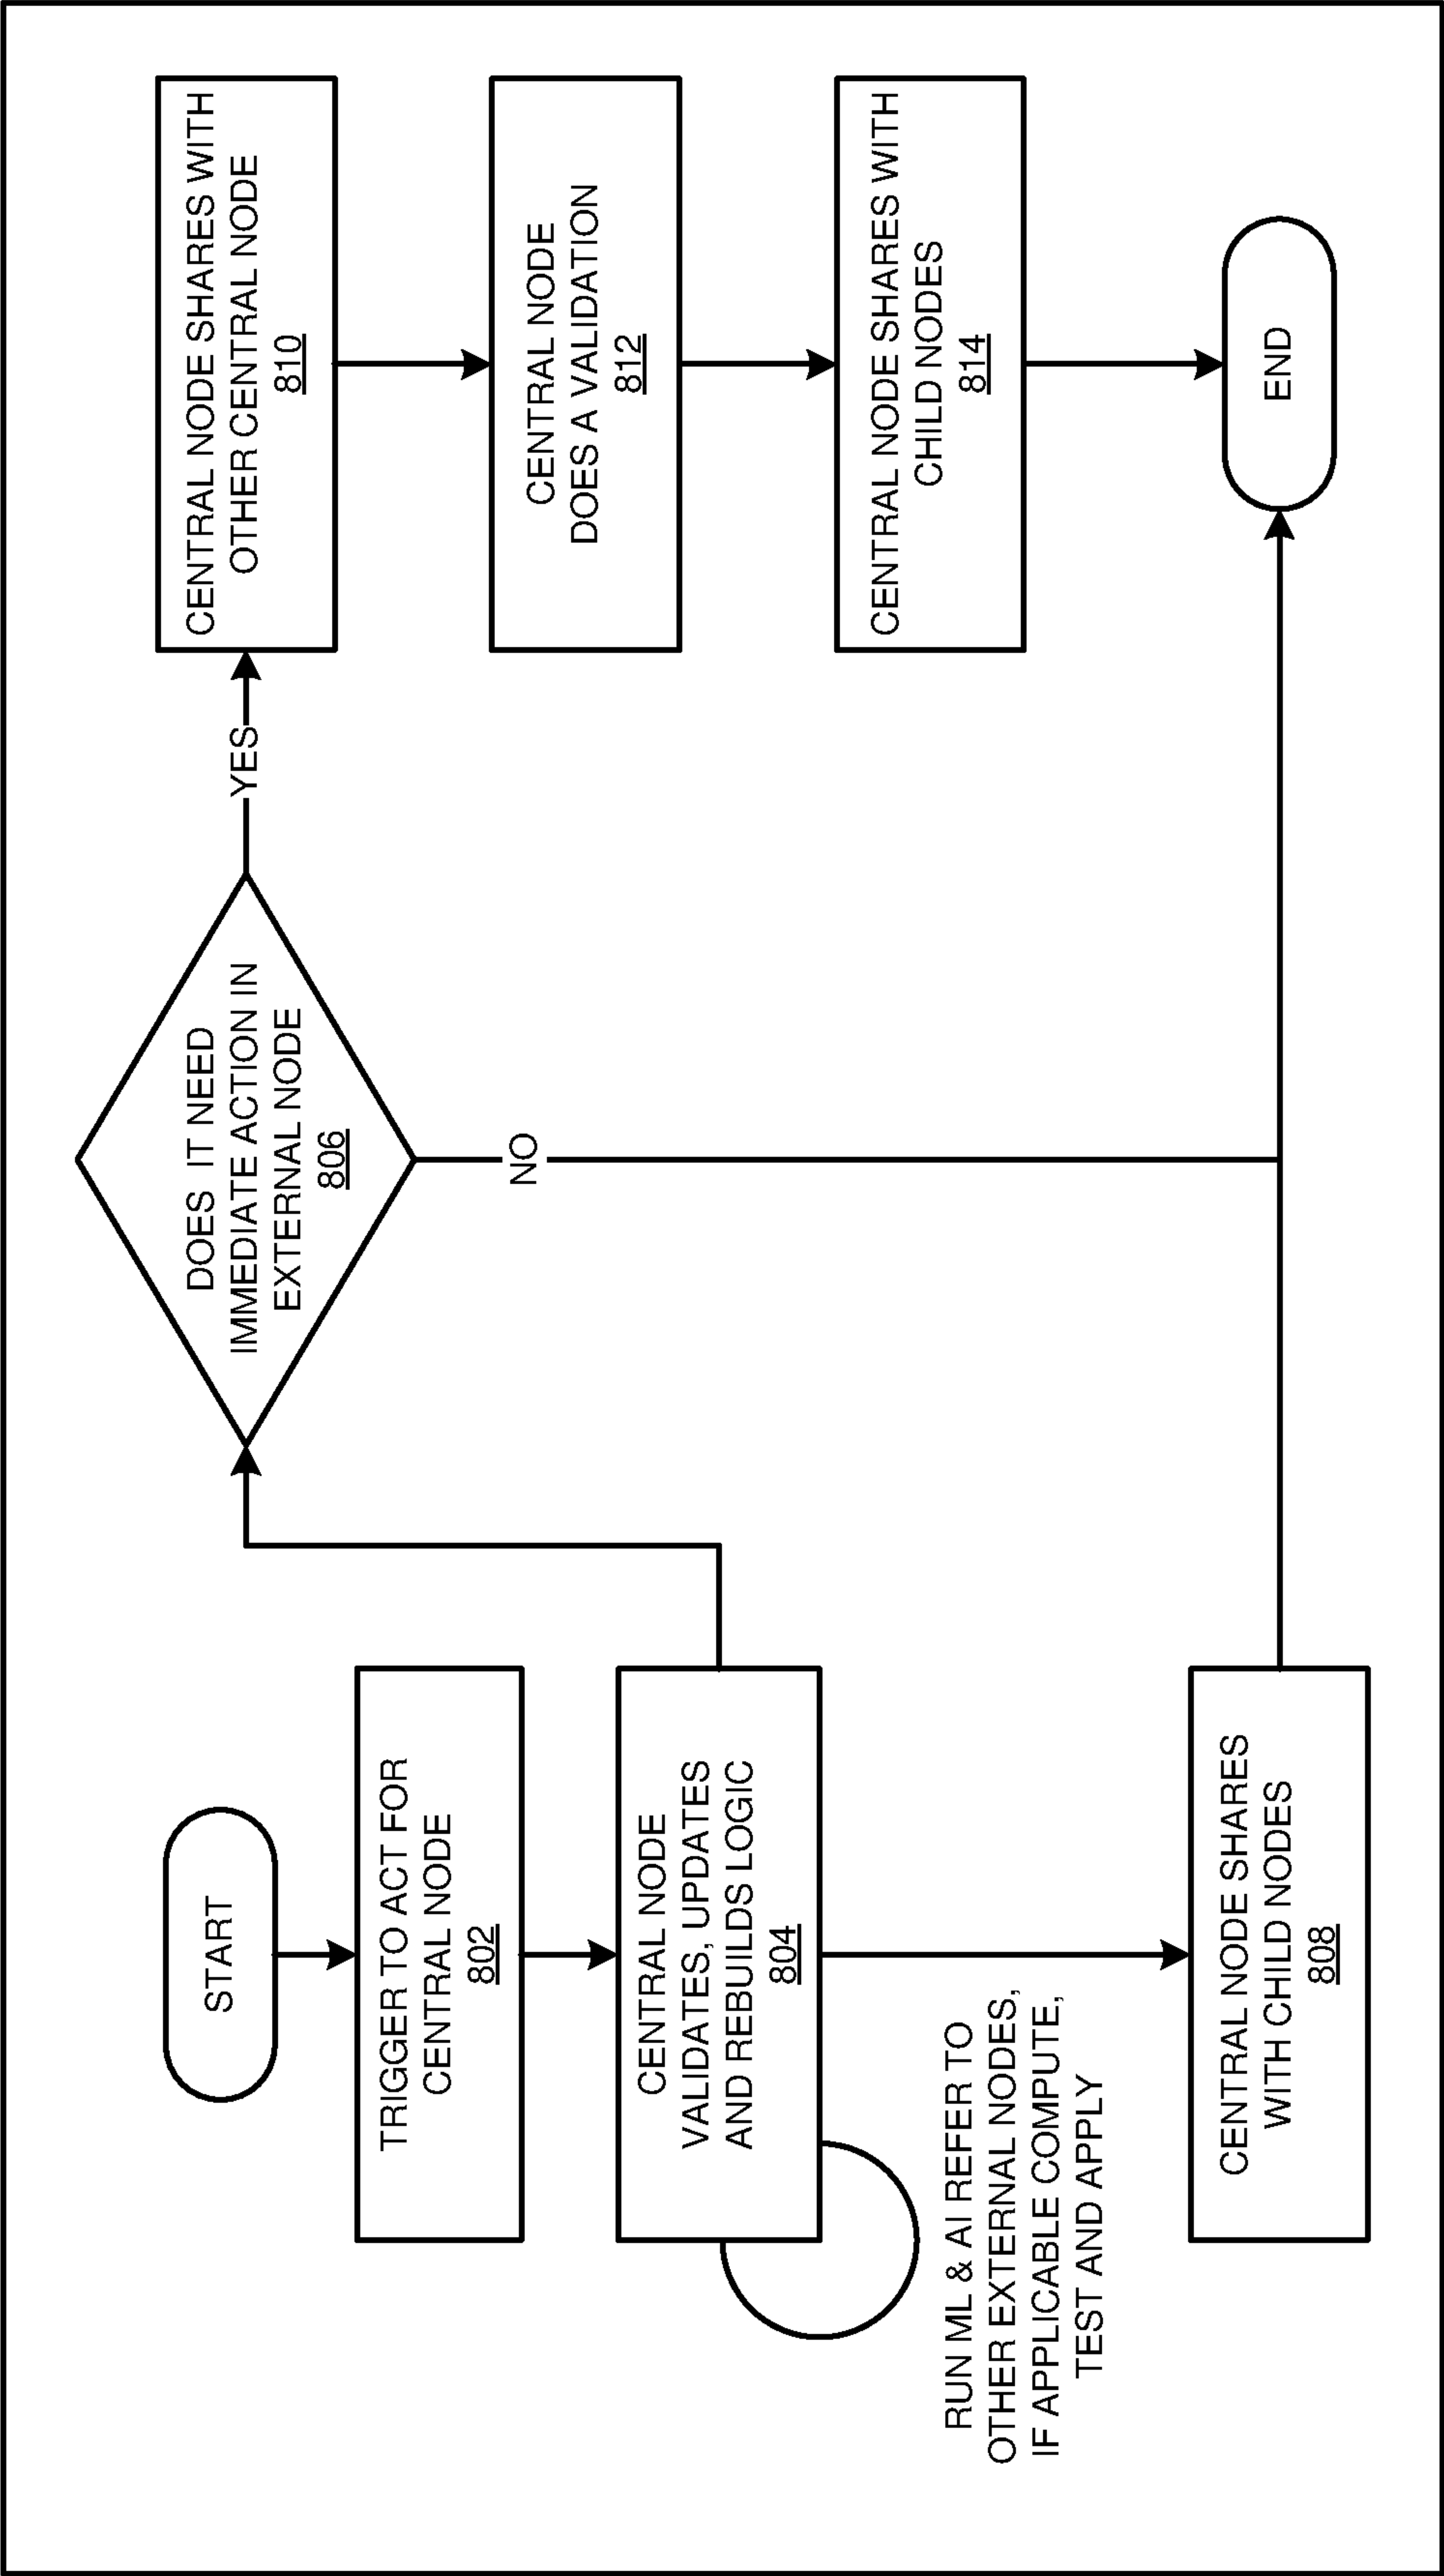 START
TRIGGER TO ACT FOR
CENTRAL NODE
802
CENTRAL NODE
VALIDATES, UPDATES
AND REBUILDS LOGIC
804
RUN ML & AI REFER TO
OTHER EXTERNAL NODES,
IF APPLICABLE COMPUTE,
TEST AND APPLY
CENTRAL NODE SHARES
WITH CHILD NODES
808
DOES IT NEED
IMMEDIATE ACTION IN
EXTERNAL NODE
806
YES
NO
CENTRAL NODE SHARES WITH
OTHER CENTRAL NODE
810
CENTRAL NODE
DOES A VALIDATION
812
CENTRAL NODE SHARES WITH
CHILD NODES
814
END